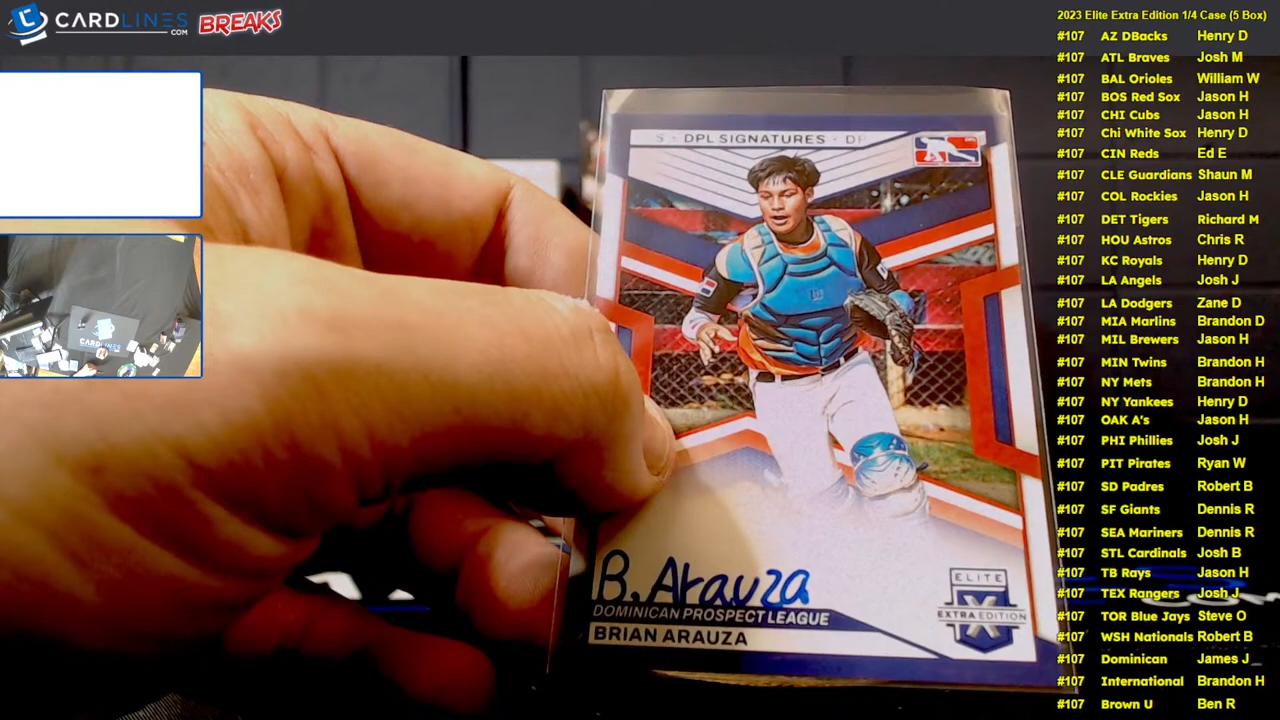 CARDLINES
.COM
BREAKS
2023 Elite Extra Edition 1/4 Case (5 Box)
#107 AZ DBacks Henry D
#107 ATL Braves Josh M
#107 BAL Orioles William W
#107 BOS Red Sox Jason H
#107 CHI Cubs Jason H
#107 Chi White Sox Henry D
#107 CIN Reds Ed E
#107 CLE Guardians Shaun M
#107 COL Rockies Jason H
#107 DET Tigers Richard M
#107 HOU Astros Chris R
#107 KC Royals Henry D
#107 LA Angels Josh J
#107 LA Dodgers Zane D
#107 MIA Marlins Brandon D
#107 MIL Brewers Jason H
#107 MIN Twins Brandon H
#107 NY Mets Brandon H
#107 NY Yankees Henry D
#107 OAK A's Jason H
#107 PHI Phillies Josh J
#107 PIT Pirates Ryan W
#107 SD Padres Robert B
#107 SF Giants Dennis R
#107 SEA Mariners Dennis R
#107 STL Cardinals Josh B
#107 TB Rays Jason H
#107 TEX Rangers Josh J
#107 TOR Blue Jays Steve O
#107 WSH Nationals Robert B
#107 Dominican James J
#107 International Brandon H
#107 Brown U Ben R
S - DPL SIGNATURES - DP
B. Arauza
DOMINICAN PROSPECT LEAGUE
BRIAN ARAUZA
ELITE
X
EXTRA EDITION
CARDLINES